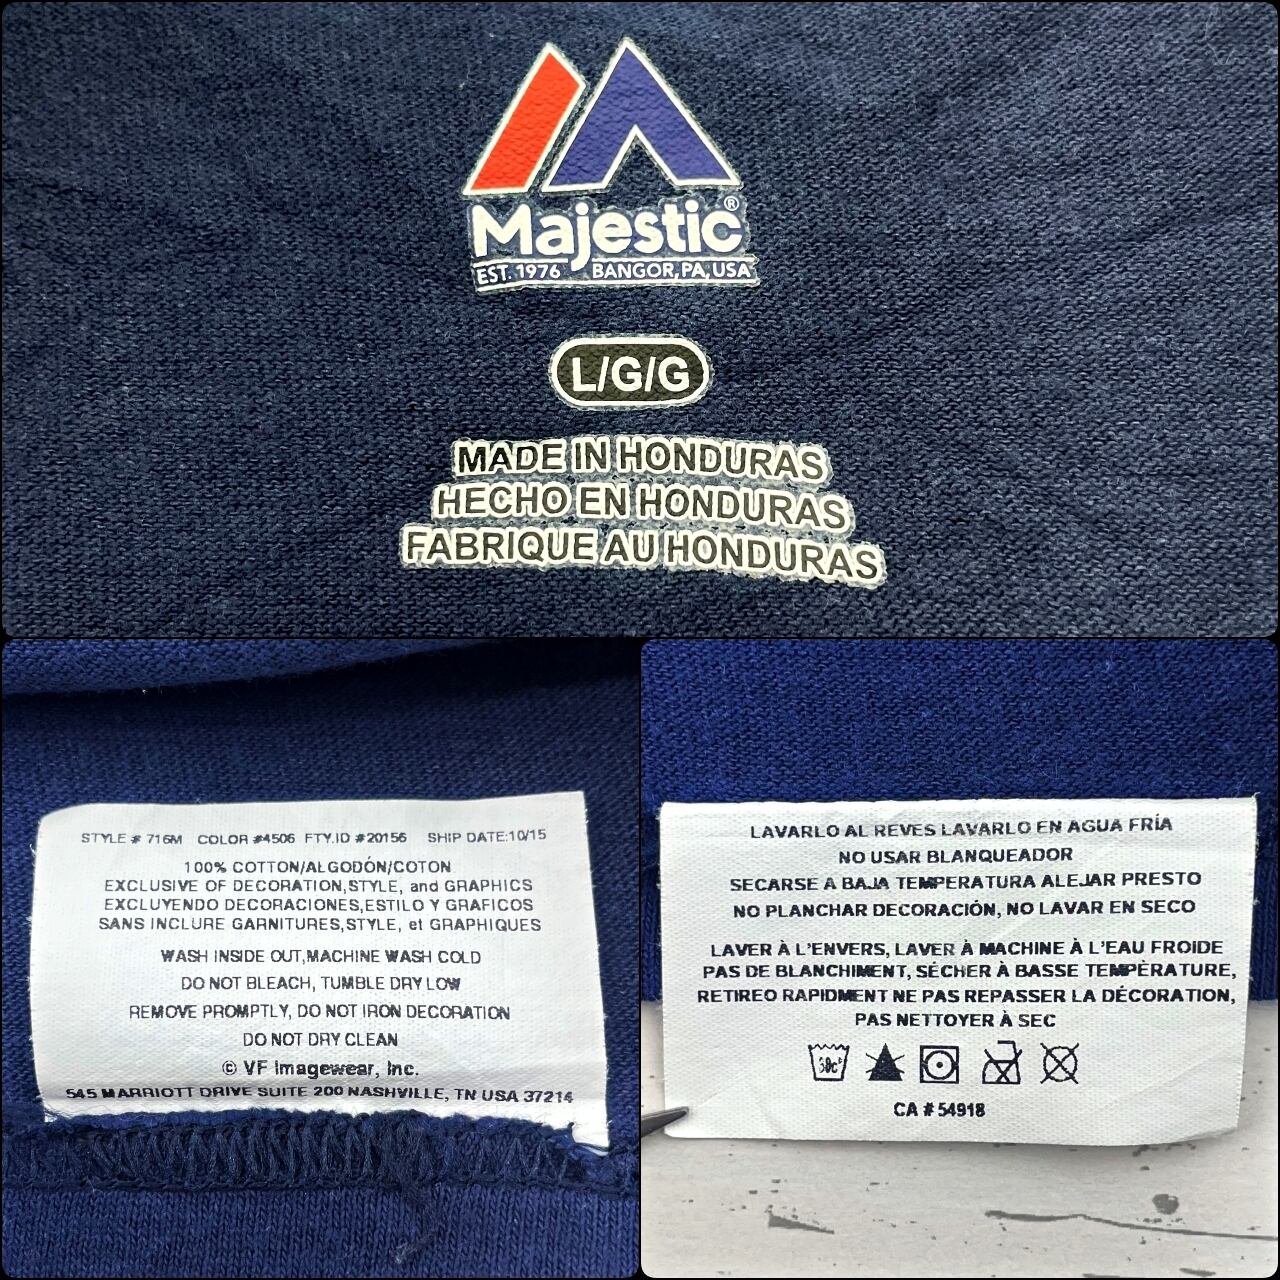 Majestic®
EST. 1976 BANGOR, PA, USA
L/G/G
MADE IN HONDURAS
HECHO EN HONDURAS
FABRIQUE AU HONDURAS
STYLE # 716M COLOR #4506 FTY.ID #20156 SHIP DATE:10/15
100% COTTON/ALGODÓN/COTON
EXCLUSIVE OF DECORATION,STYLE, and GRAPHICS
EXCLUYENDO DECORACIONES,ESTILO Y GRAFICOS
SANS INCLURE GARNITURES,STYLE, et GRAPHIQUES
WASH INSIDE OUT,MACHINE WASH COLD
DO NOT BLEACH, TUMBLE DRY LOW
REMOVE PROMPTLY, DO NOT IRON DECORATION
DO NOT DRY CLEAN
© VF Imagewear, Inc.
545 MARRIOTT DRIVE SUITE 200 NASHVILLE, TN USA 37214
LAVARLO AL REVES LAVARLO EN AGUA FRÍA
NO USAR BLANQUEADOR
SECARSE A BAJA TEMPERATURA ALEJAR PRESTO
NO PLANCHAR DECORACIÓN, NO LAVAR EN SECO
LAVER À L'ENVERS, LAVER À MACHINE À L'EAU FROIDE
PAS DE BLANCHIMENT, SÉCHER À BASSE TEMPÉRATURE,
RETIREO RAPIDMENT NE PAS REPASSER LA DÉCORATION,
PAS NETTOYER À SEC
CA # 54918